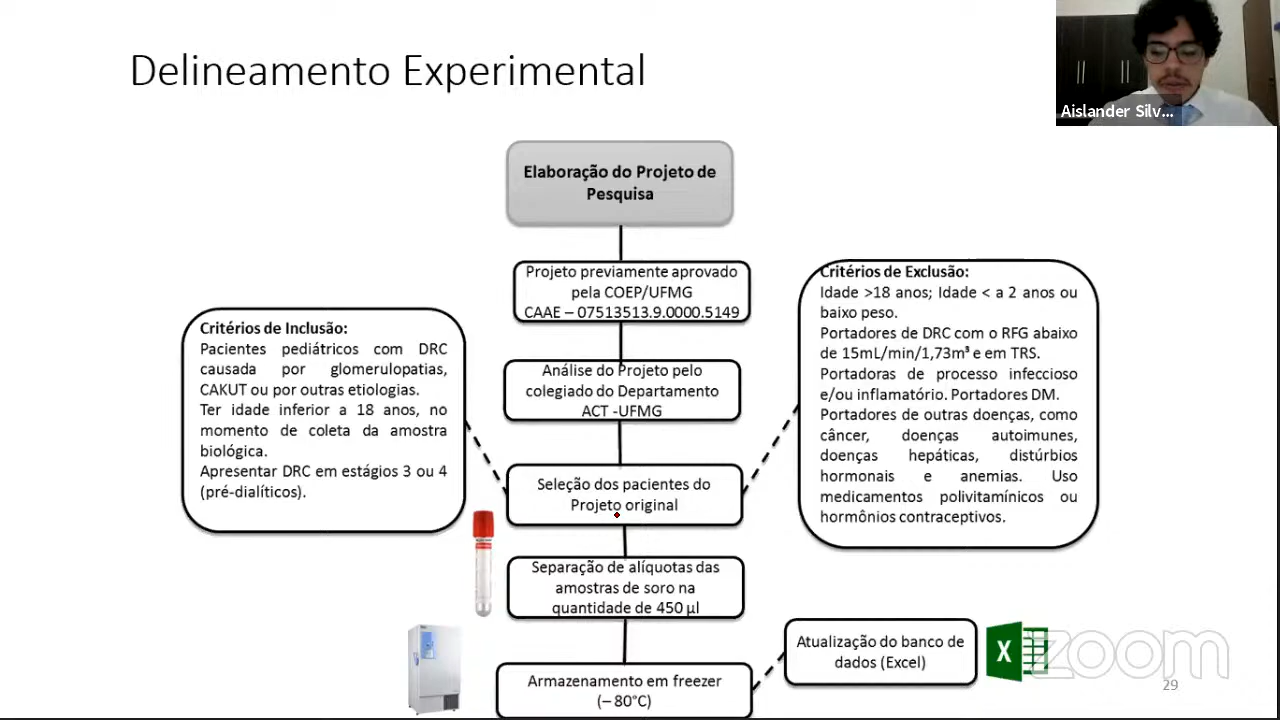 Delineamento Experimental
Aislander Silv...
Elaboração do Projeto de
Pesquisa
Projeto previamente aprovado
pela COEP/UFMG
CAAE – 07513513.9.0000.5149
Análise do Projeto pelo
colegiado do Departamento
ACT -UFMG
Critérios de Inclusão:
Pacientes pediátricos com DRC
causada por glomerulopatias,
CAKUT ou por outras etiologias.
Ter idade inferior a 18 anos, no
momento de coleta da amostra
biológica.
Apresentar DRC em estágios 3 ou 4
(pré-dialíticos).
Critérios de Exclusão:
Idade >18 anos; Idade < a 2 anos ou
baixo peso.
Portadores de DRC com o RFG abaixo
de 15mL/min/1,73m³ e em TRS.
Portadoras de processo infeccioso
e/ou inflamatório. Portadores DM.
Portadores de outras doenças, como
câncer, doenças autoimunes,
doenças hepáticas, distúrbios
hormonais e anemias. Uso
medicamentos polivitamínicos ou
hormônios contraceptivos.
Seleção dos pacientes do
Projeto original
Separação de alíquotas das
amostras de soro na
quantidade de 450 µl
Armazenamento em freezer
(– 80°C)
Atualização do banco de
dados (Excel)
X
zoom
29